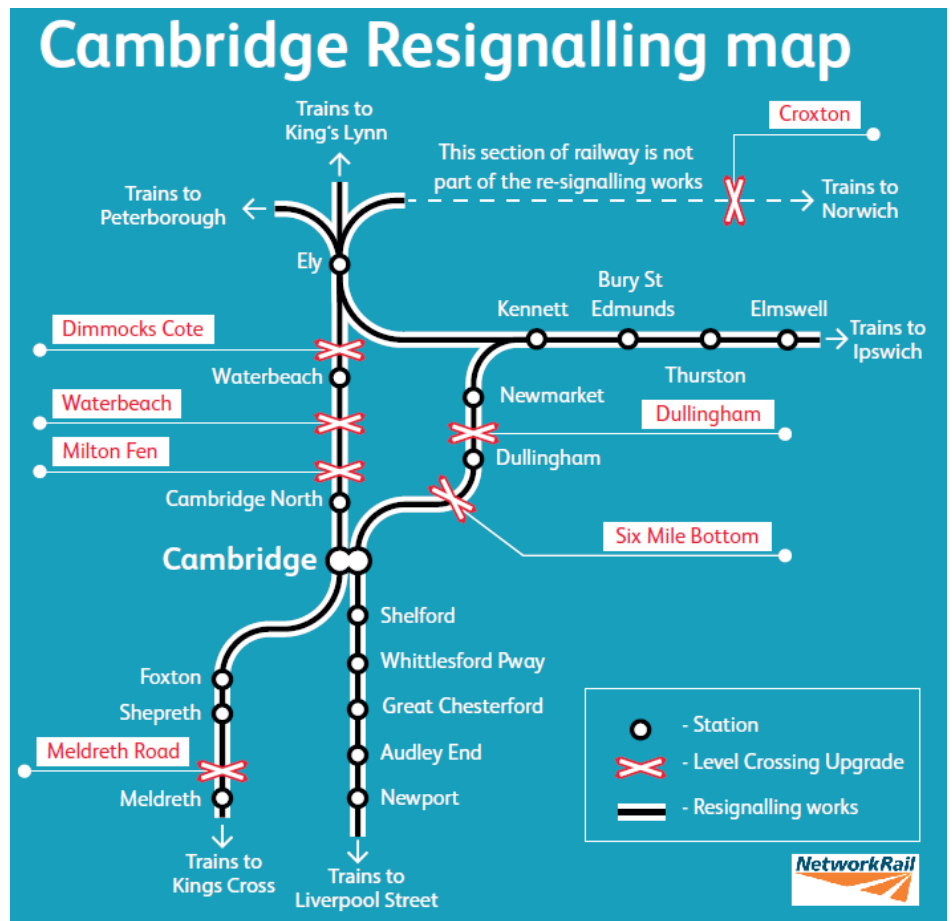 Cambridge Resignalling map
Trains to
King's Lynn
Croxton
This section of railway is not
part of the re-signalling works
Trains to
Peterborough
Trains to
Norwich
Ely
Bury St
Edmunds
Kennett
Elmswell
Dimmocks Cote
Trains to
Ipswich
Waterbeach
Thurston
Newmarket
Waterbeach
Dullingham
Milton Fen
Dullingham
Cambridge North
Six Mile Bottom
Cambridge
Shelford
Whittlesford Pway
Foxton
Great Chesterford
Shepreth
Meldreth Road
Audley End
Meldreth
Newport
- Station
- Level Crossing Upgrade
- Resignalling works
Trains to
Kings Cross
Trains to
Liverpool Street
NetworkRail